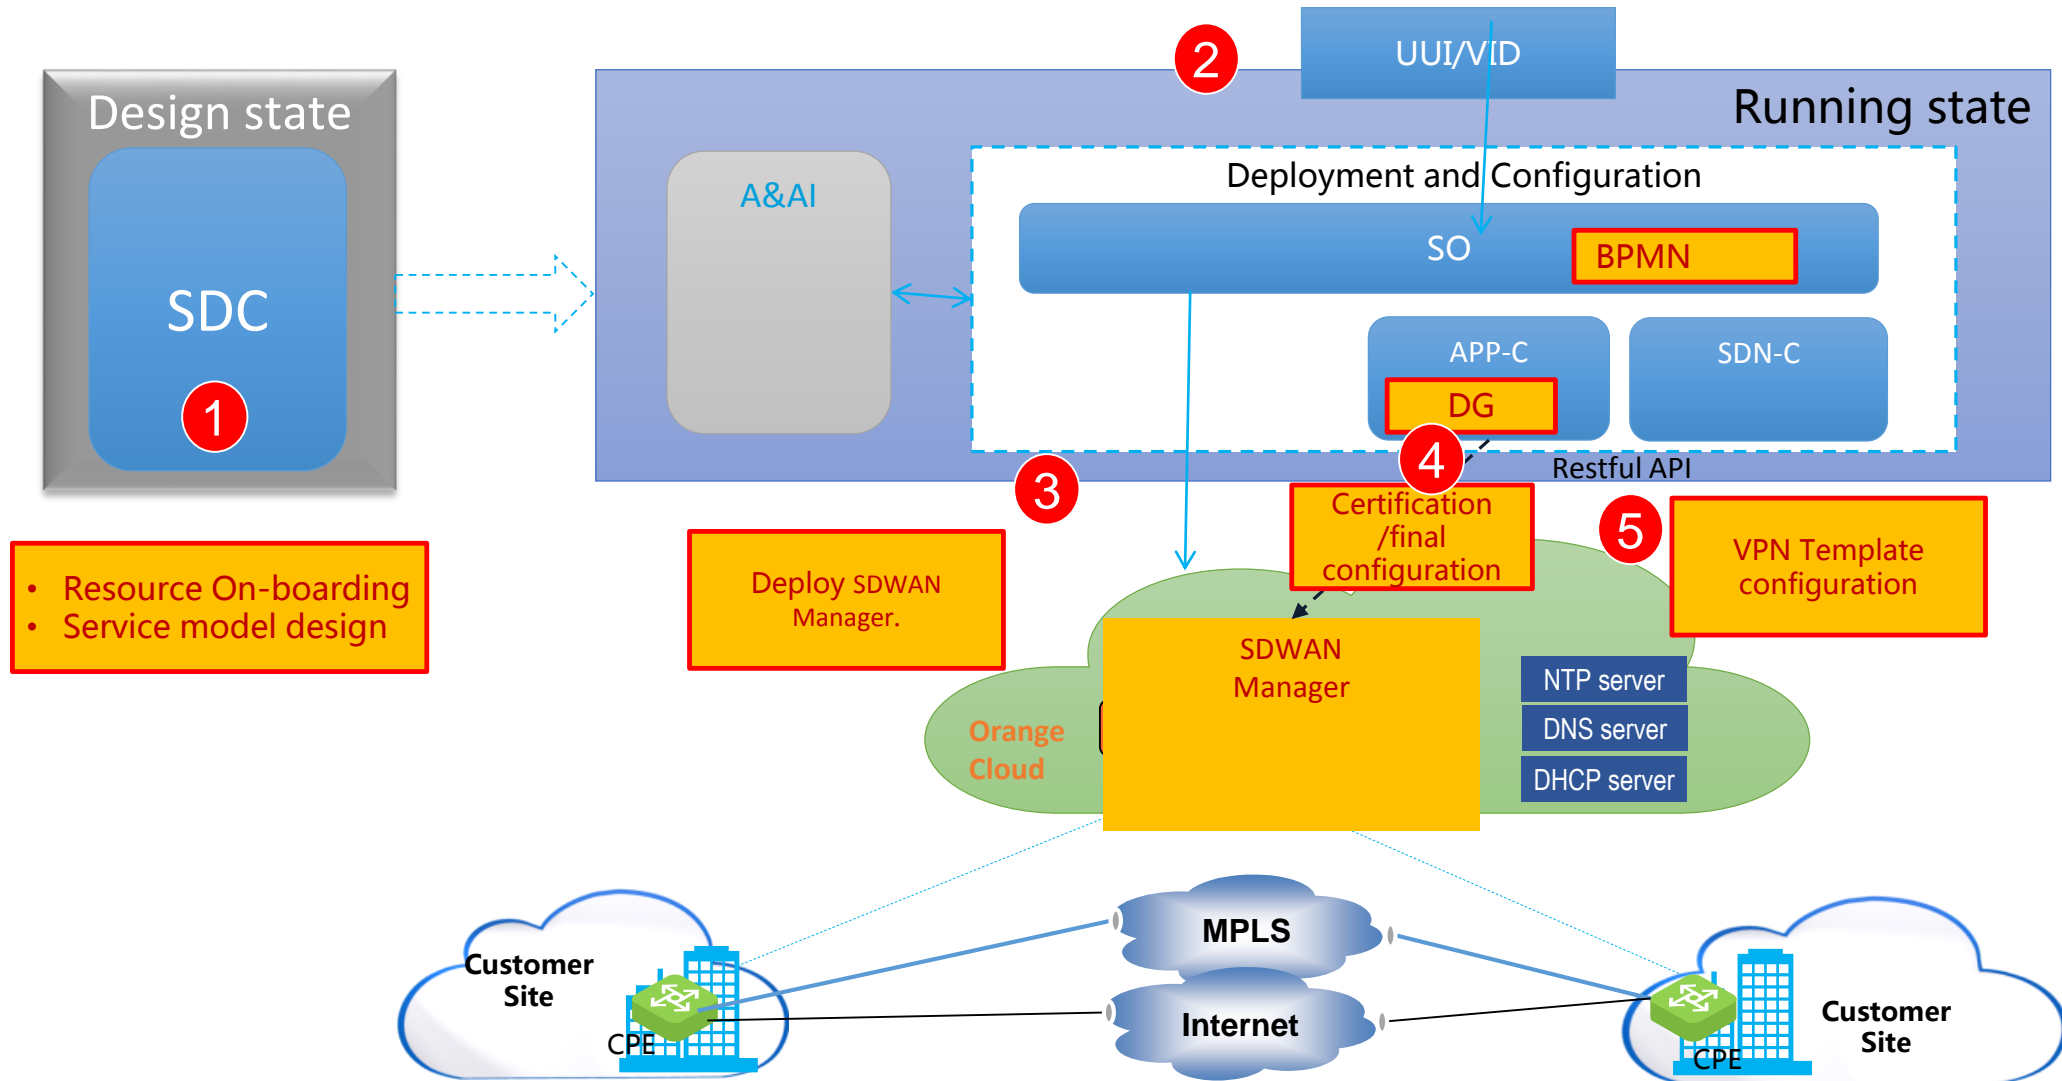 Design state
SDC
1
• Resource On-boarding
• Service model design
2
UUI/VID
Running state
A&AI
Deployment and Configuration
SO
BPMN
APP-C
DG
SDN-C
4
Restful API
3
Deploy SDWAN
Manager.
Certification
/final
configuration
5
VPN Template
configuration
SDWAN
Manager
Orange
Cloud
NTP server
DNS server
DHCP server
Customer
Site
CPE
MPLS
Internet
Customer
Site
CPE